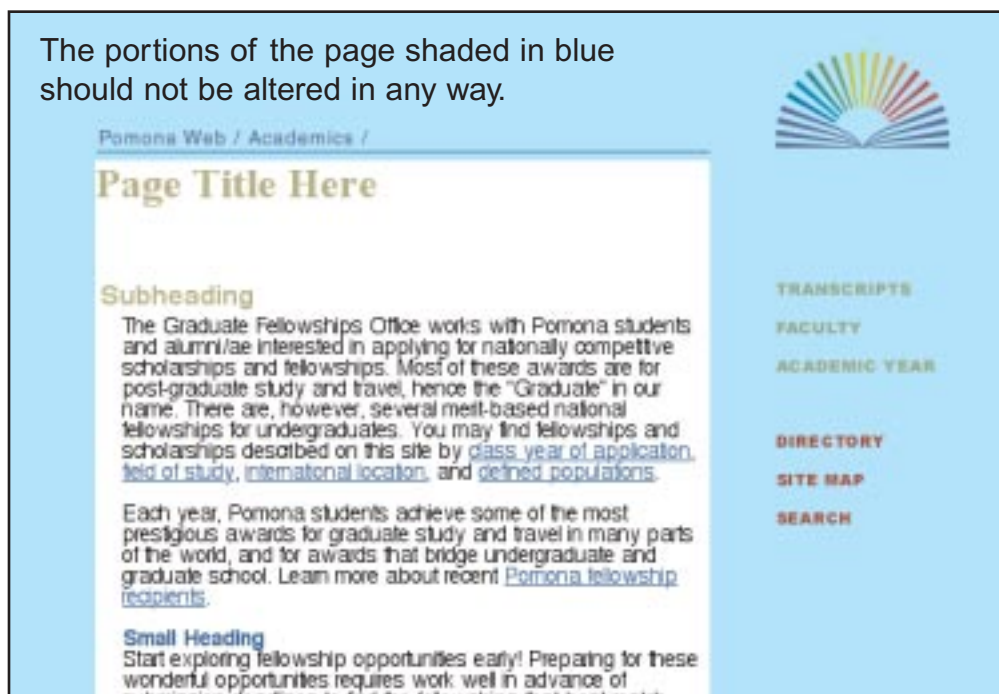 The portions of the page shaded in blue
should not be altered in any way.
Pomona Web / Academics /
Page Title Here
Subheading
The Graduate Fellowships Office works with Pomona students
and alumni/ae interested in applying for nationally competitive
scholarships and fellowships. Most of these awards are for
post-graduate study and travel, hence the "Graduate" in our
name. There are, however, several merit-based national
fellowships for undergraduates. You may find fellowships and
scholarships described on this site by class year of application,
field of study, international location, and defined populations.
Each year, Pomona students achieve some of the most
prestigious awards for graduate study and travel in many parts
of the world, and for awards that bridge undergraduate and
graduate school. Learn more about recent Pomona fellowship
recipients.
Small Heading
Start exploring fellowship opportunities early! Preparing for these
wonderful opportunities requires work well in advance of
TRANSCRIPTS
FACULTY
ACADEMIC YEAR
DIRECTORY
SITE MAP
SEARCH